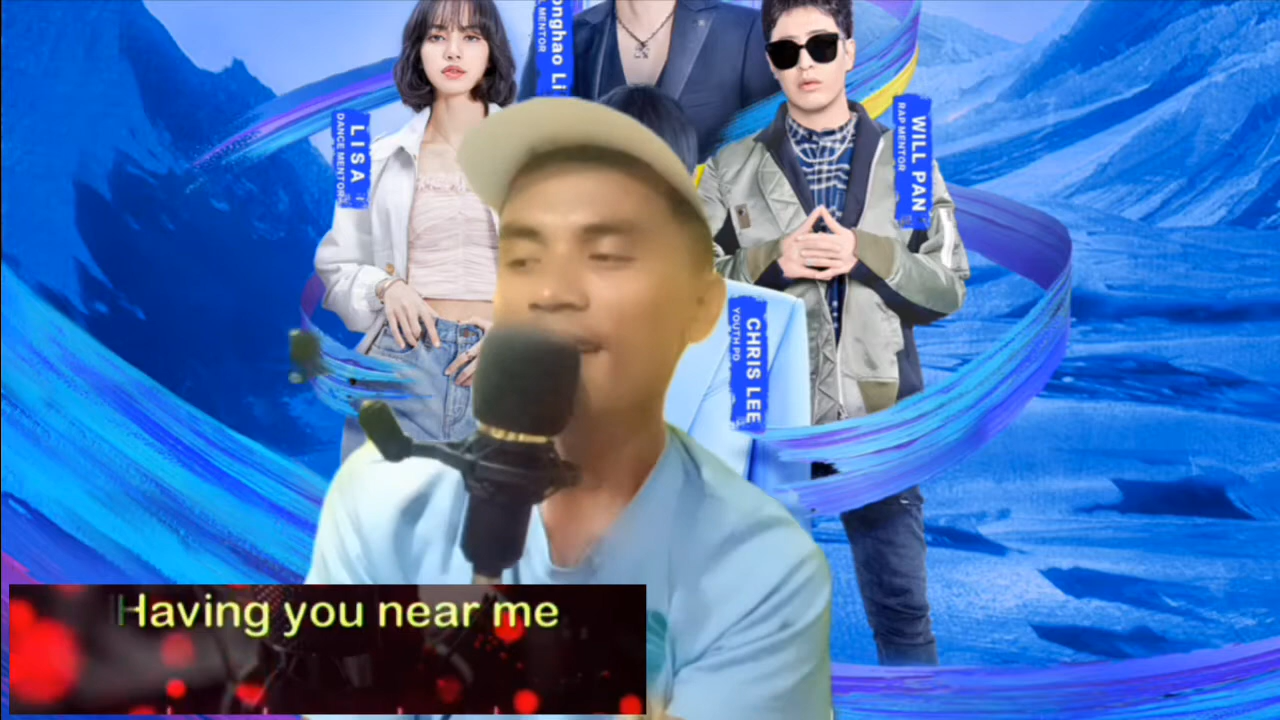 onghao Li
L MENTOR
LISA
DANCE MENTOR
WILL PAN
RAP MENTOR
CHRIS LEE
YOUTH PD
Having you near me